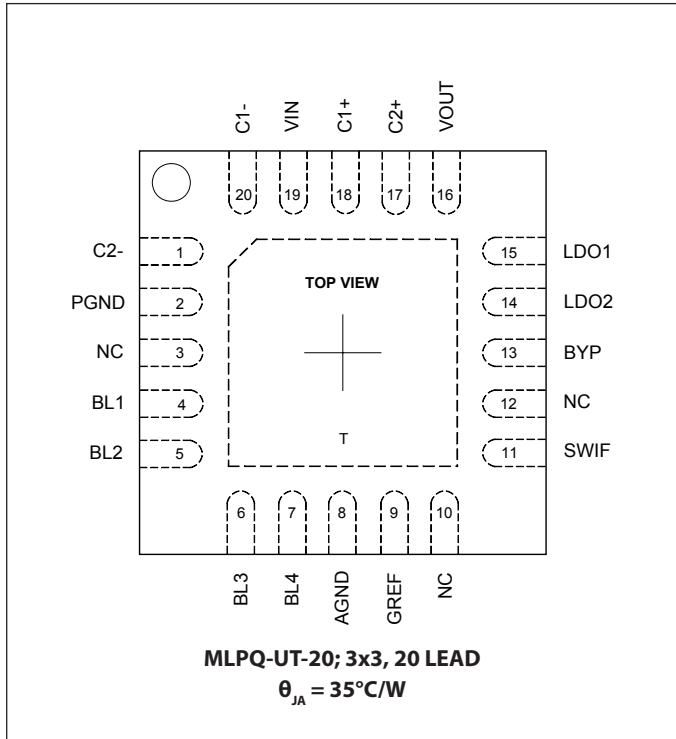 C1-
VIN
C1+
C2+
VOUT
20
19
18
17
16
C2-
1
PGND
2
NC
3
BL1
4
BL2
5
TOP VIEW
T
15
LDO1
14
LDO2
13
BYP
12
NC
11
SWIF
6
7
8
9
10
BL3
BL4
AGND
GREF
NC
MLPQ-UT-20; 3x3, 20 LEAD
θJA = 35°C/W